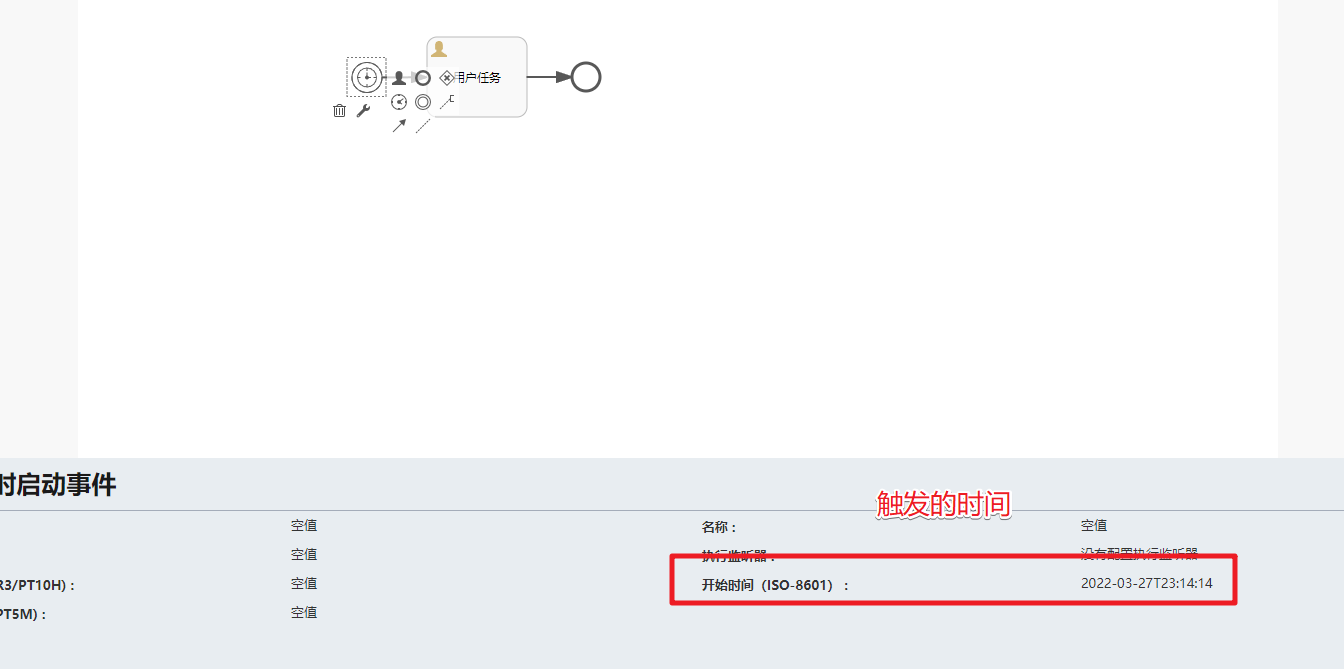 用户任务
时启动事件
触发的时间
空值
名称：
空值
空值
执行监听器：
没有配置执行监听器
R3/PT10H)：
空值
开始时间（ISO-8601）：
2022-03-27T23:14:14
PT5M)：
空值